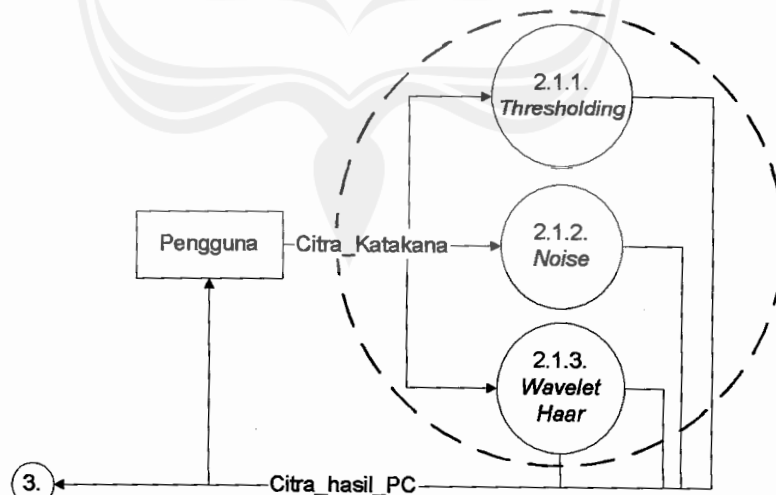 2.1.1.
Thresholding
Pengguna
Citra_Katakana
2.1.2.
Noise
2.1.3.
Wavelet
Haar
3.
Citra_hasil_PC